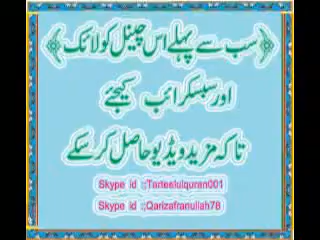 ﴿سب سے پہلے اس چینل کو لائک﴾
اور سبسکرائب کیجئے
تاکہ مزید ویڈیو حاصل کر سکے
Skype id ::Tarteelulquran001
Skype id ::Qarizafranullah78